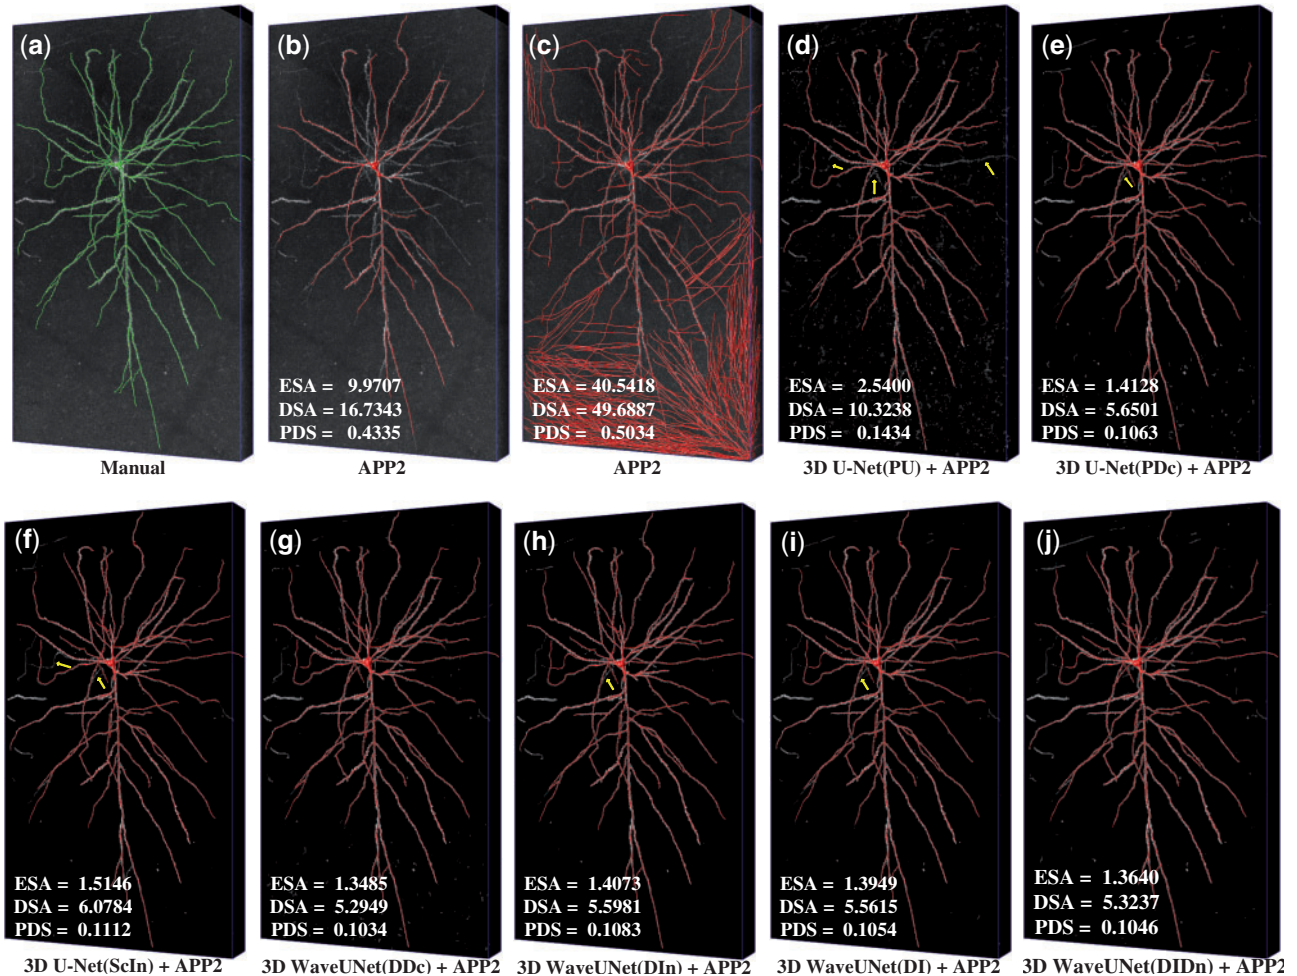 (a)
(b)
(c)
(d)
(e)
ESA = 9.9707
DSA = 16.7343
PDS = 0.4335
ESA = 40.5418
DSA = 49.6887
PDS = 0.5034
ESA = 2.5400
DSA = 10.3238
PDS = 0.1434
ESA = 1.4128
DSA = 5.6501
PDS = 0.1063
Manual
APP2
APP2
3D U-Net(PU) + APP2
3D U-Net(PDc) + APP2
(f)
(g)
(h)
(i)
(j)
ESA = 1.5146
DSA = 6.0784
PDS = 0.1112
ESA = 1.3485
DSA = 5.2949
PDS = 0.1034
ESA = 1.4073
DSA = 5.5981
PDS = 0.1083
ESA = 1.3949
DSA = 5.5615
PDS = 0.1054
ESA = 1.3640
DSA = 5.3237
PDS = 0.1046
3D U-Net(ScIn) + APP2
3D WaveUNet(DDc) + APP2
3D WaveUNet(DIn) + APP2
3D WaveUNet(DI) + APP2
3D WaveUNet(DIDn) + APP2